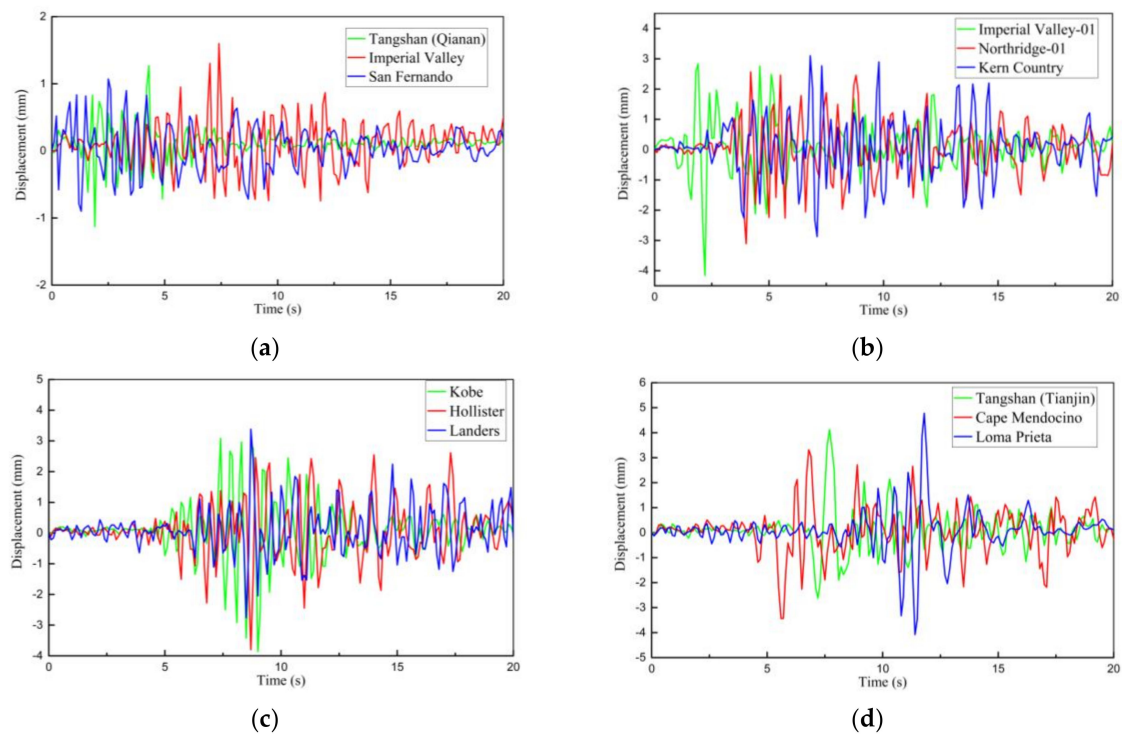 2
1
0
-1
-2
Displacement (mm)
Tangshan (Qianan)
Imperial Valley
San Fernando
0 5 10 15 20
Time (s)
(a)
4
3
2
1
0
-1
-2
-3
-4
Displacement (mm)
Imperial Valley-01
Northridge-01
Kern Country
0 5 10 15 20
Time (s)
(b)
5
4
3
2
1
0
-1
-2
-3
-4
Displacement (mm)
Kobe
Hollister
Landers
0 5 10 15 20
Time (s)
(c)
6
5
4
3
2
1
0
-1
-2
-3
-4
-5
Displacement (mm)
Tangshan (Tianjin)
Cape Mendocino
Loma Prieta
0 5 10 15 20
Time (s)
(d)